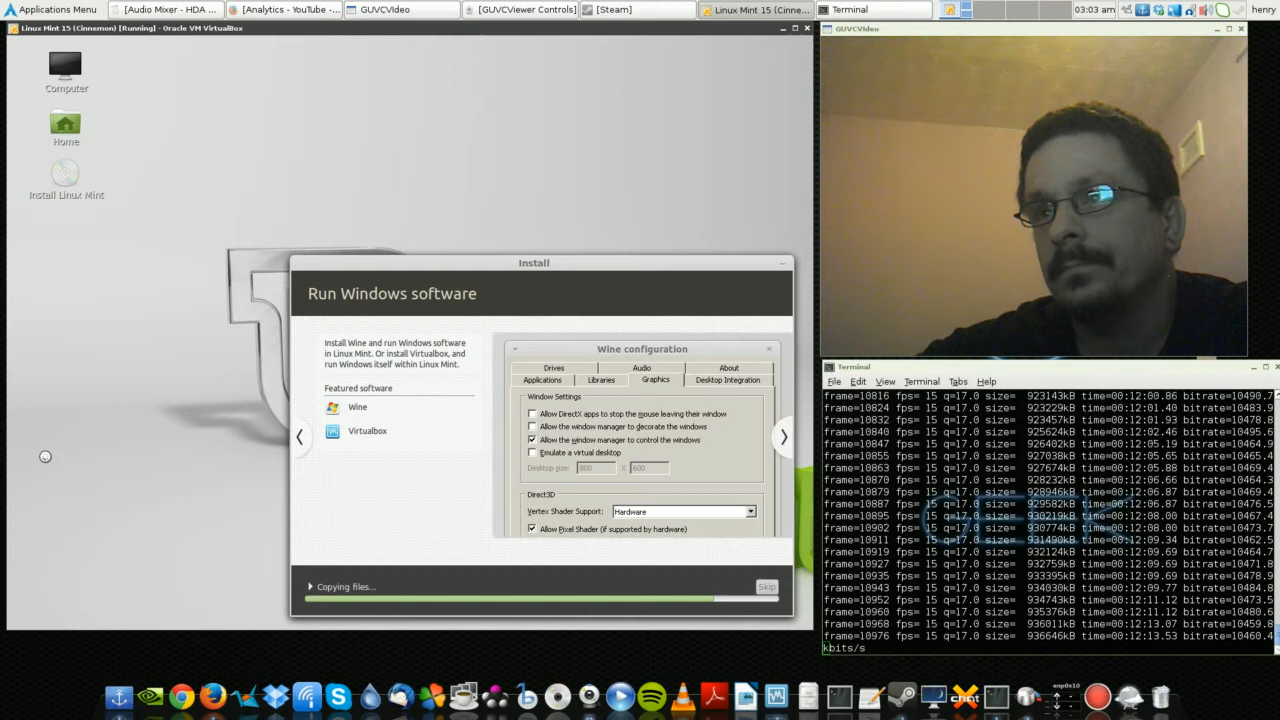 Applications Menu
[Audio Mixer - HDA ...
[Analytics - YouTube -...
GUVCVIdeo
[GUVCViewer Controls]
[Steam]
Linux Mint 15 (Cinne...
Terminal
03:03 am
henry
Linux Mint 15 (Cinnemon) [Running] - Oracle VM VirtualBox
Computer
Home
Install Linux Mint
Install
Run Windows software
Install Wine and run Windows software
in Linux Mint. Or install Virtualbox, and
run Windows itself within Linux Mint.
Featured software
Wine
Virtualbox
Wine configuration
Drives Audio About
Applications Libraries Graphics Desktop Integration
Window Settings
Allow DirectX apps to stop the mouse leaving their window
Allow the window manager to decorate the windows
Allow the window manager to control the windows
Emulate a virtual desktop
Desktop size: 800 X 600
Direct3D
Vertex Shader Support: Hardware
Allow Pixel Shader (if supported by hardware)
Copying files...
Skip
GUVCVIdeo
Terminal
File Edit View Terminal Tabs Help
frame=10816 fps= 15 q=17.0 size= 923143kB time=00:12:00.86 bitrate=10490.7
frame=10824 fps= 15 q=17.0 size= 923229kB time=00:12:01.40 bitrate=10483.9
frame=10832 fps= 15 q=17.0 size= 923457kB time=00:12:01.93 bitrate=10478.8
frame=10840 fps= 15 q=17.0 size= 925624kB time=00:12:02.46 bitrate=10495.6
frame=10847 fps= 15 q=17.0 size= 926402kB time=00:12:05.19 bitrate=10464.9
frame=10855 fps= 15 q=17.0 size= 927038kB time=00:12:05.65 bitrate=10465.4
frame=10863 fps= 15 q=17.0 size= 927674kB time=00:12:05.88 bitrate=10469.4
frame=10870 fps= 15 q=17.0 size= 928232kB time=00:12:06.66 bitrate=10464.3
frame=10879 fps= 15 q=17.0 size= 928946kB time=00:12:06.87 bitrate=10469.4
frame=10887 fps= 15 q=17.0 size= 929582kB time=00:12:06.87 bitrate=10476.5
frame=10895 fps= 15 q=17.0 size= 930219kB time=00:12:08.00 bitrate=10467.4
frame=10902 fps= 15 q=17.0 size= 930774kB time=00:12:08.00 bitrate=10473.7
frame=10911 fps= 15 q=17.0 size= 931490kB time=00:12:09.34 bitrate=10462.5
frame=10919 fps= 15 q=17.0 size= 932124kB time=00:12:09.69 bitrate=10464.7
frame=10927 fps= 15 q=17.0 size= 932759kB time=00:12:09.69 bitrate=10471.8
frame=10935 fps= 15 q=17.0 size= 933395kB time=00:12:09.69 bitrate=10478.9
frame=10943 fps= 15 q=17.0 size= 934030kB time=00:12:09.77 bitrate=10484.8
frame=10952 fps= 15 q=17.0 size= 934743kB time=00:12:11.12 bitrate=10473.5
frame=10960 fps= 15 q=17.0 size= 935376kB time=00:12:11.12 bitrate=10480.6
frame=10968 fps= 15 q=17.0 size= 936011kB time=00:12:13.07 bitrate=10459.8
frame=10976 fps= 15 q=17.0 size= 936646kB time=00:12:13.53 bitrate=10460.4
kbits/s
GEEK
enp0s10
chat